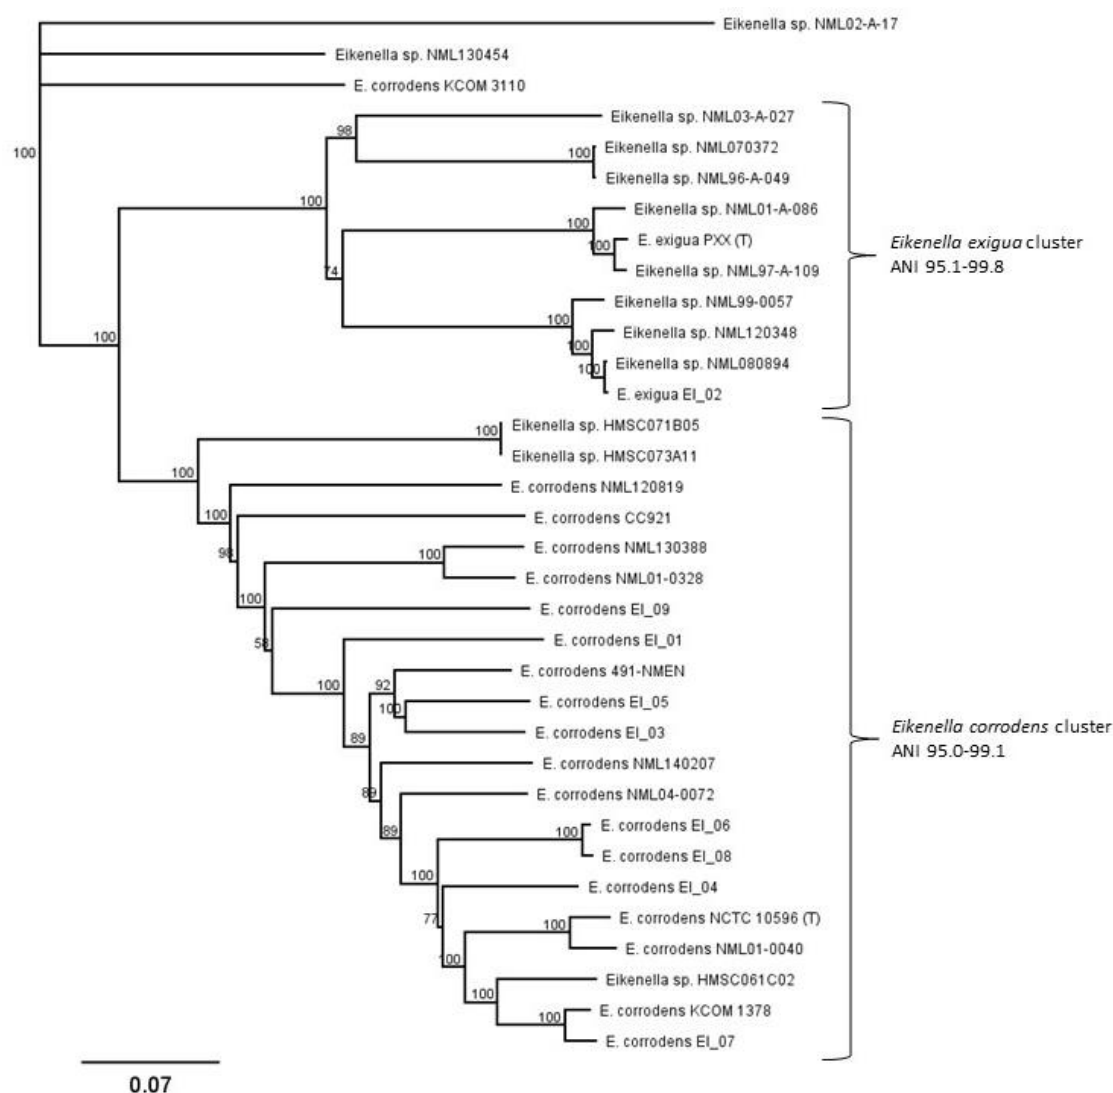 Eikenella sp. NML02-A-17
Eikenella sp. NML130454
E. corrodens KCOM 3110
Eikenella sp. NML03-A-027
98
Eikenella sp. NML070372
100
100
Eikenella sp. NML96-A-049
100
Eikenella sp. NML01-A-086
100
E. exigua PXX (T)
100
Eikenella exigua cluster
ANI 95.1-99.8
Eikenella sp. NML97-A-109
74
Eikenella sp. NML99-0057
100
Eikenella sp. NML120348
100
100
Eikenella sp. NML080894
100
E. exigua EI_02
Eikenella sp. HMSC071B05
100
Eikenella sp. HMSC073A11
100
E. corrodens NML120819
100
E. corrodens CC921
E. corrodens NML130388
98
100
E. corrodens NML01-0328
100
E. corrodens EI_09
E. corrodens EI_01
58
E. corrodens 491-NMEN
100
92
E. corrodens EI_05
100
E. corrodens EI_03
89
Eikenella corrodens cluster
ANI 95.0-99.1
E. corrodens NML140207
E. corrodens NML04-0072
89
E. corrodens EI_06
89
100
E. corrodens EI_08
100
E. corrodens EI_04
E. corrodens NCTC 10596 (T)
77
100
E. corrodens NML01-0040
100
Eikenella sp. HMSC061C02
100
E. corrodens KCOM 1378
100
E. corrodens EI_07
0.07